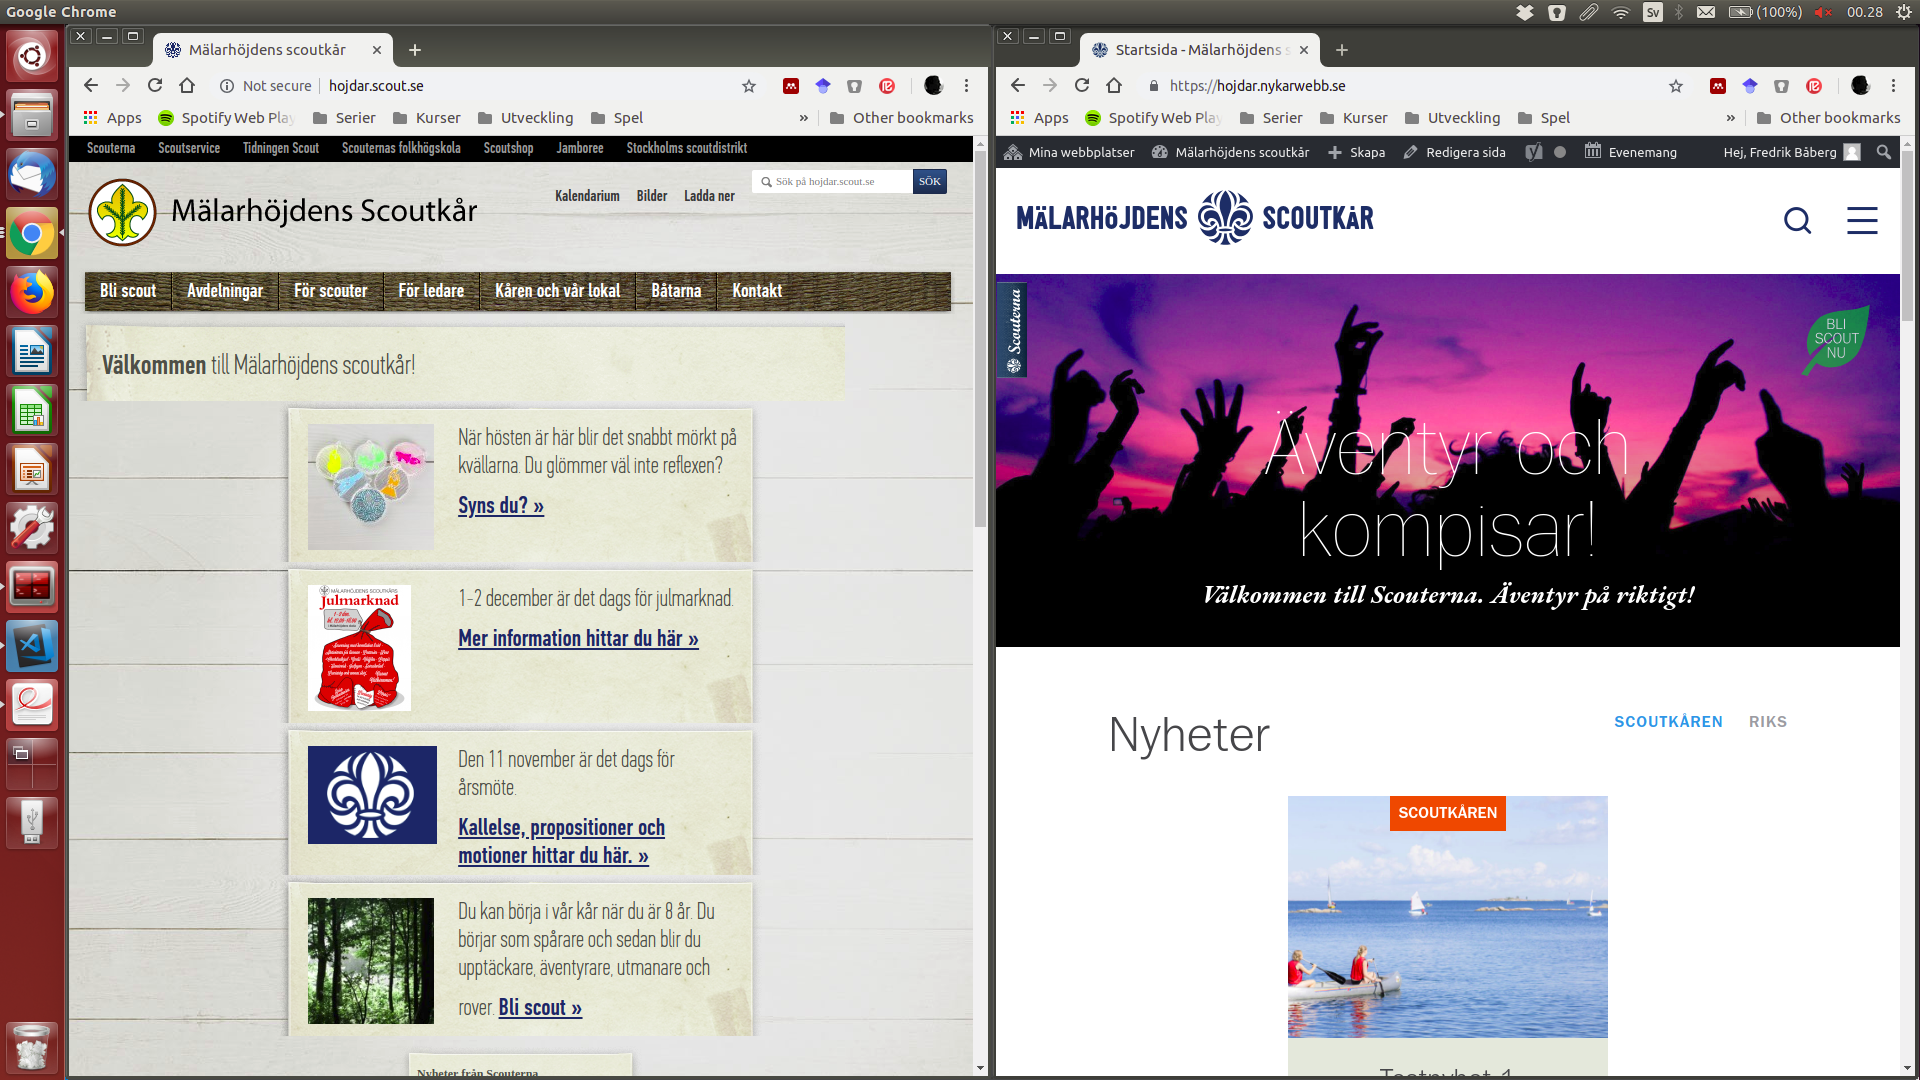 Google Chrome
Sv
(100%)
00.28
Mälarhöjdens scoutkår
Not secure
hojdar.scout.se
Apps
Spotify Web Play
Serier
Kurser
Utveckling
Spel
»
Other bookmarks
Scouterna
Scoutservice
Tidningen Scout
Scouternas folkhögskola
Scoutshop
Jamboree
Stockholms scoutdistrikt
Mälarhöjdens Scoutkår
Kalendarium
Bilder
Ladda ner
Sök på hojdar.scout.se
SÖK
Bli scout
Avdelningar
För scouter
För ledare
Kåren och vår lokal
Båtarna
Kontakt
Välkommen till Mälarhöjdens scoutkår!
När hösten är här blir det snabbt mörkt på
kvällarna. Du glömmer väl inte reflexen?
Syns du? »
MÄLARHÖJDENS SCOUTKÅRS
Julmarknad
1-2 december är det dags för julmarknad.
Mer information hittar du här »
Den 11 november är det dags för
årsmöte.
Kallelse, propositioner och
motioner hittar du här. »
Du kan börja i vår kår när du är 8 år. Du
börjar som spårare och sedan blir du
upptäckare, äventyrare, utmanare och
rover. Bli scout »
Nyheter från Scouterna
Startsida - Mälarhöjdens s
https://hojdar.nykarwebb.se
Apps
Spotify Web Play
Serier
Kurser
Utveckling
Spel
»
Other bookmarks
Mina webbplatser
Mälarhöjdens scoutkår
Skapa
Redigera sida
Evenemang
Hej, Fredrik Båberg
MÄLARHÖJDENS SCOUTKÅR
Scouterna
BLI
SCOUT
NU
Äventyr och
kompisar!
Välkommen till Scouterna. Äventyr på riktigt!
Nyheter
SCOUTKÅREN
RIKS
SCOUTKÅREN
Testnyhet 1